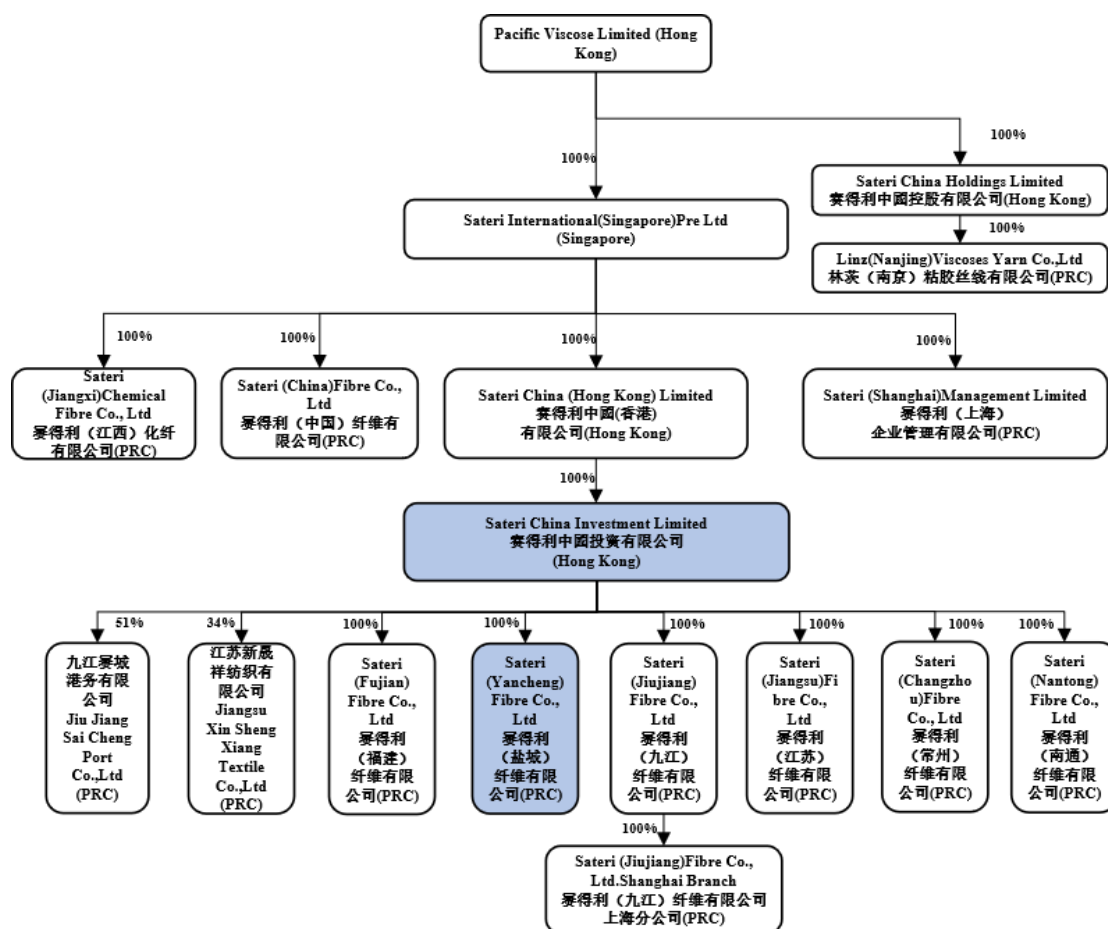 Pacific Viscose Limited (Hong
Kong)
100%
100%
Sateri China Holdings Limited
赛得利中國控股有限公司(Hong Kong)
Sateri International(Singapore)Pre Ltd
(Singapore)
100%
Linz(Nanjing)Viscoses Yarn Co.,Ltd
林茨（南京）粘胶丝线有限公司(PRC)
100%
100%
100%
100%
Sateri
(Jiangxi)Chemical
Fibre Co., Ltd
赛得利（江西）化纤
有限公司(PRC)
Sateri (China)Fibre Co.,
Ltd
赛得利（中国）纤维有
限公司(PRC)
Sateri China (Hong Kong) Limited
赛得利中國(香港)
有限公司(Hong Kong)
Sateri (Shanghai)Management Limited
赛得利（上海）
企业管理有限公司(PRC)
100%
Sateri China Investment Limited
赛得利中國投資有限公司
(Hong Kong)
51%
34%
100%
100%
100%
100%
100%
100%
九江赛城
港务有限
公司
Jiu Jiang
Sai Cheng
Port
Co.,Ltd
(PRC)
江苏新晟
祥纺织有
限公司
Jiangsu
Xin Sheng
Xiang
Textile
Co.,Ltd
(PRC)
Sateri
(Fujian)
Fibre Co.,
Ltd
赛得利
（福建）
纤维有限
公司(PRC)
Sateri
(Yancheng)
Fibre Co.,
Ltd
赛得利
（盐城）
纤维有限
公司(PRC)
Sateri
(Jiujiang)
Fibre Co.,
Ltd
赛得利
（九江）
纤维有限
公司(PRC)
Sateri
(Jiangsu)Fi
bre Co.,
Ltd
赛得利
（江苏）
纤维有限
公司(PRC)
Sateri
(Changzho
u)Fibre
Co., Ltd
赛得利
（常州）
纤维有限
公司(PRC)
Sateri
(Nantong)
Fibre Co.,
Ltd
赛得利
（南通）
纤维有限
公司(PRC)
100%
Sateri (Jiujiang)Fibre Co.,
Ltd.Shanghai Branch
赛得利（九江）纤维有限公司
上海分公司(PRC)